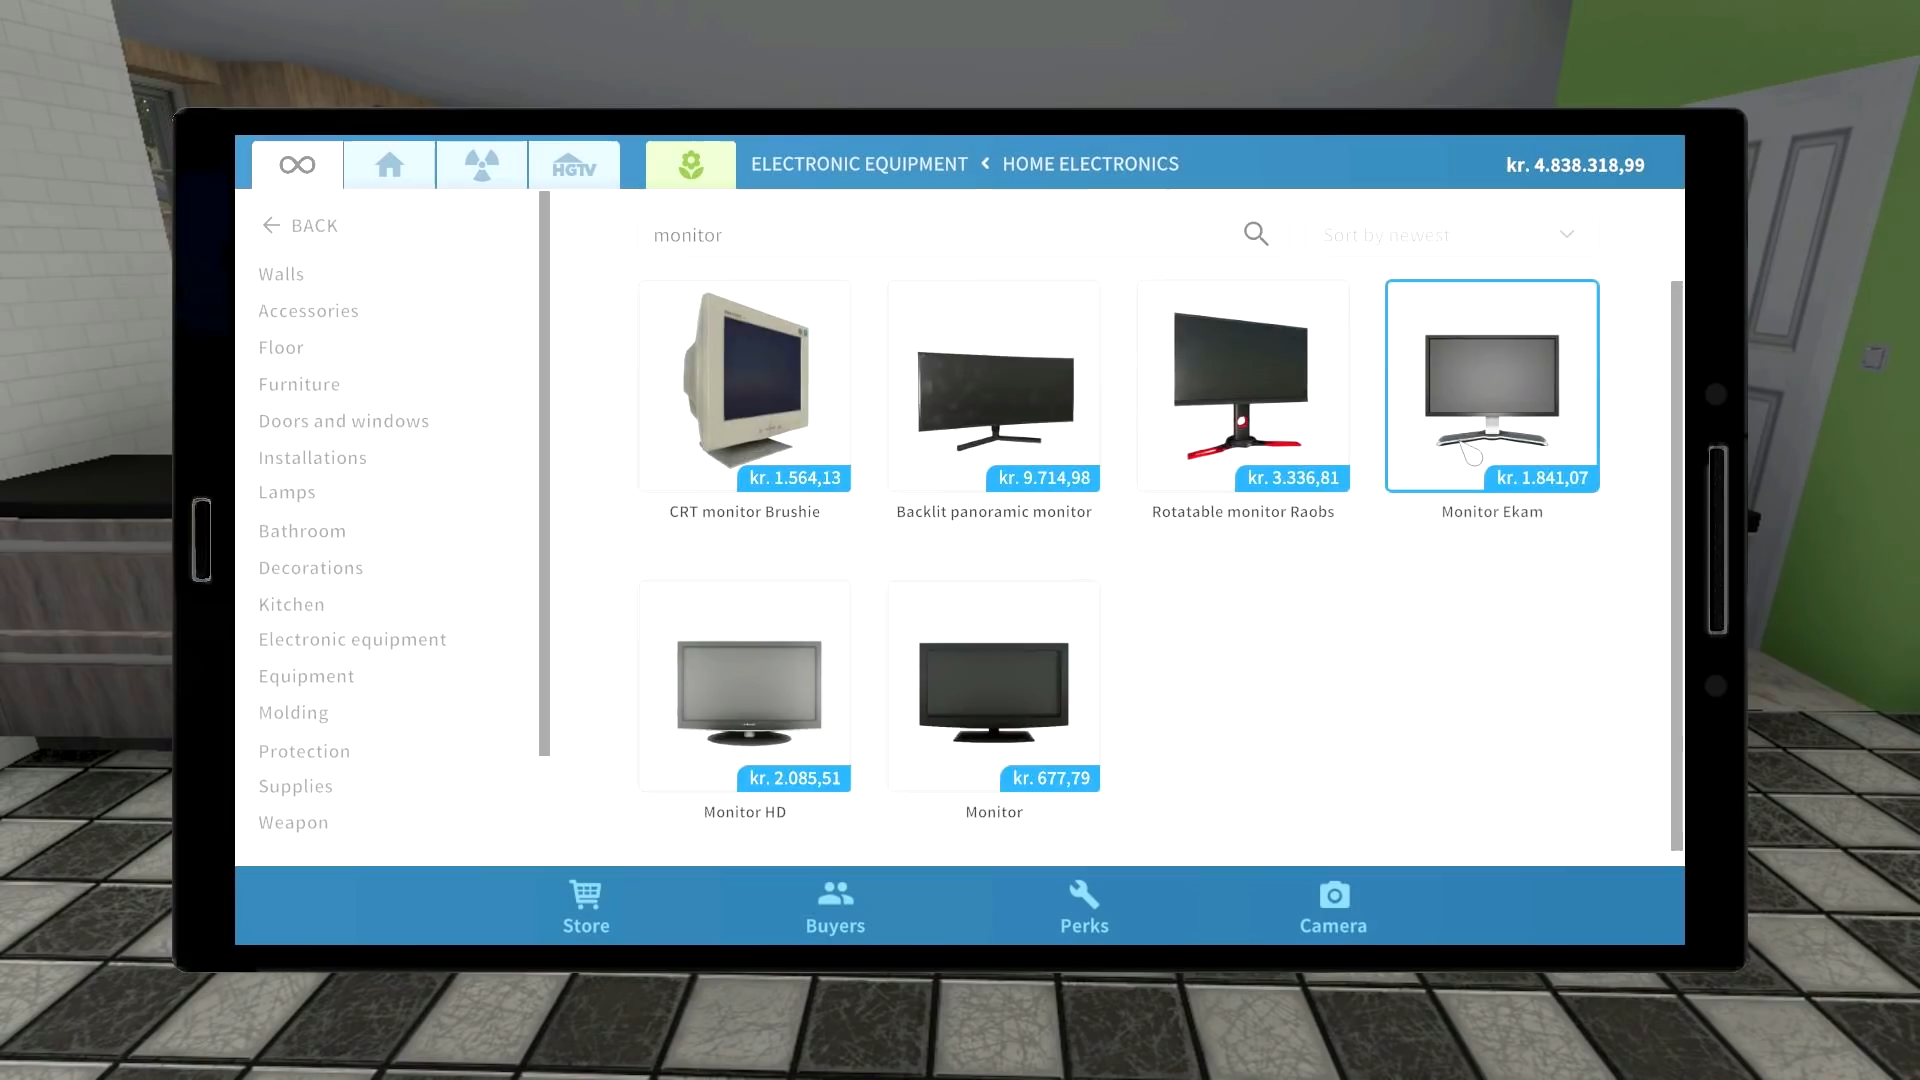 HGTV
ELECTRONIC EQUIPMENT < HOME ELECTRONICS
kr. 4.838.318,99
BACK
Walls
Accessories
Floor
Furniture
Doors and windows
Installations
Lamps
Bathroom
Decorations
Kitchen
Electronic equipment
Equipment
Molding
Protection
Supplies
Weapon
monitor
Sort by newest
kr. 1.564,13
CRT monitor Brushie
kr. 9.714,98
Backlit panoramic monitor
kr. 3.336,81
Rotatable monitor Raobs
kr. 1.841,07
Monitor Ekam
kr. 2.085,51
Monitor HD
kr. 677,79
Monitor
Store
Buyers
Perks
Camera